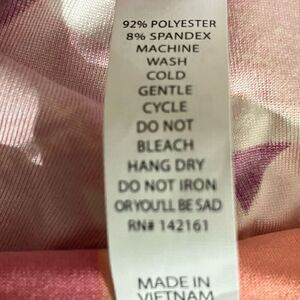 92% POLYESTER
8% SPANDEX
MACHINE
WASH
COLD
GENTLE
CYCLE
DO NOT
BLEACH
HANG DRY
DO NOT IRON
OR YOU'LL BE SAD
RN# 142161
MADE IN
VIETNAM